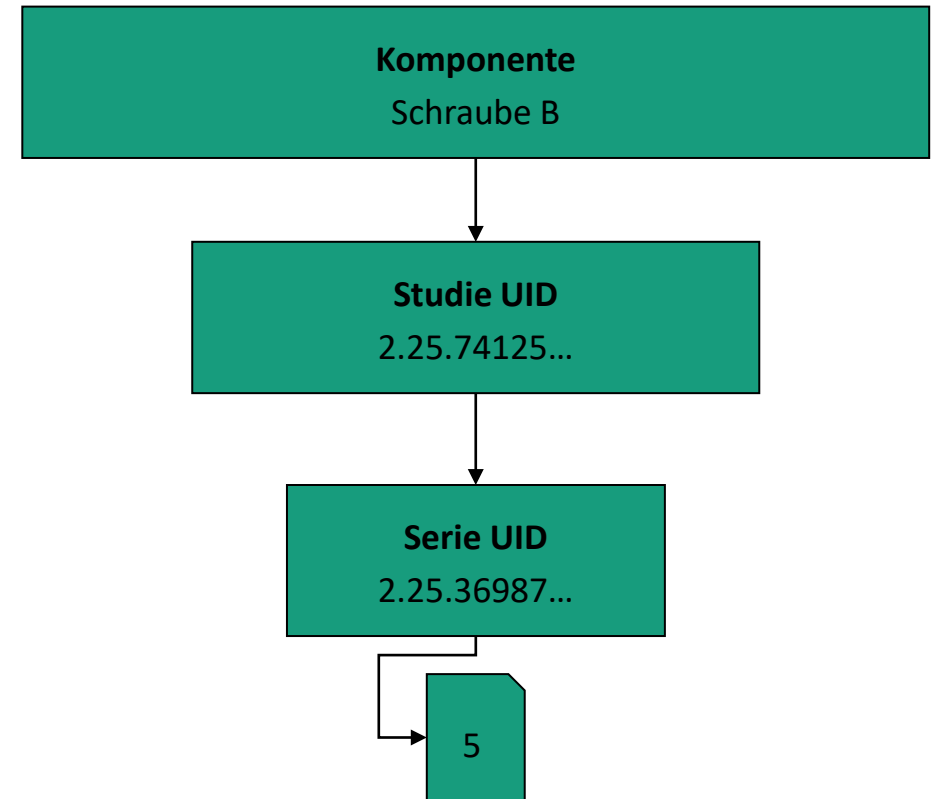 Komponente
Schraube B
Studie UID
2.25.74125…
Serie UID
2.25.36987…
5